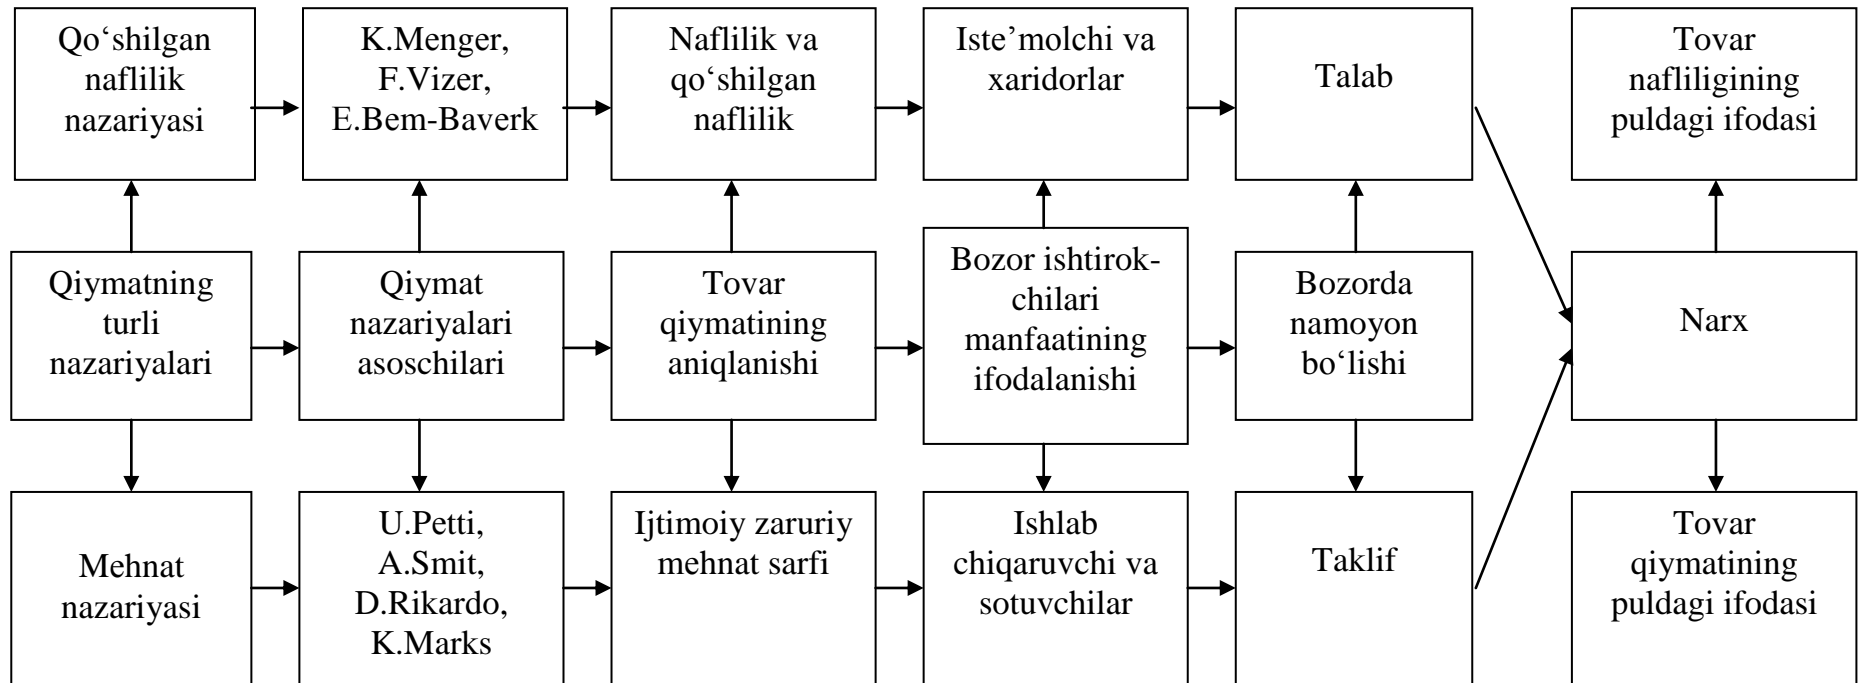 Qo‘shilgan
naflilik
nazariyasi
K.Menger,
F.Vizer,
E.Bem-Baverk
Naflilik va
qo‘shilgan
naflilik
Iste’molchi va
xaridorlar
Talab
Tovar
nafliligining
puldagi ifodasi
Qiymatning
turli
nazariyalari
Qiymat
nazariyalari
asoschilari
Tovar
qiymatining
aniqlanishi
Bozor ishtirok-
chilari
manfaatining
ifodalanishi
Bozorda
namoyon
bo‘lishi
Narx
Mehnat
nazariyasi
U.Petti,
A.Smit,
D.Rikardo,
K.Marks
Ijtimoiy zaruriy
mehnat sarfi
Ishlab
chiqaruvchi va
sotuvchilar
Taklif
Tovar
qiymatining
puldagi ifodasi